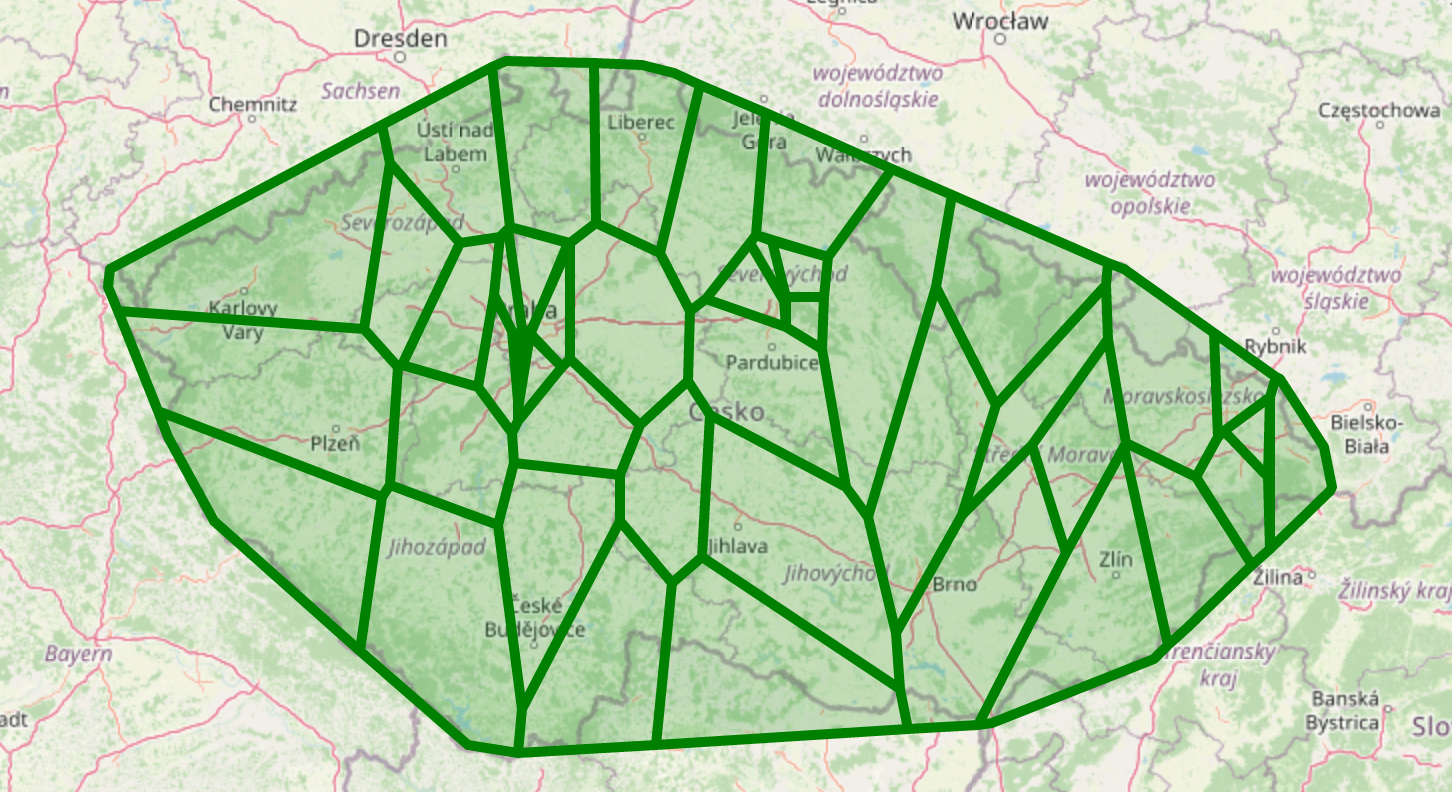 Legnica
Wrocław
Dresden
województwo
dolnośląskie
Sachsen
Chemnitz
Częstochowa
Ústí nad
Labem
Liberec
Jelenia
Góra
Wałbrzych
województwo
opolskie
Severozápad
Severovýchod
województwo
śląskie
Karlovy
Vary
Praha
Rybnik
Pardubice
Moravskoslezsko
Česko
Bielsko-
Biała
Plzeň
Střední Morava
Jihozápad
Jihlava
Jihovýchod
Brno
Zlín
Žilina
Žilinský kraj
České
Budějovice
Bayern
Trenčiansky
kraj
Banská
Bystrica
adt
Slo
n